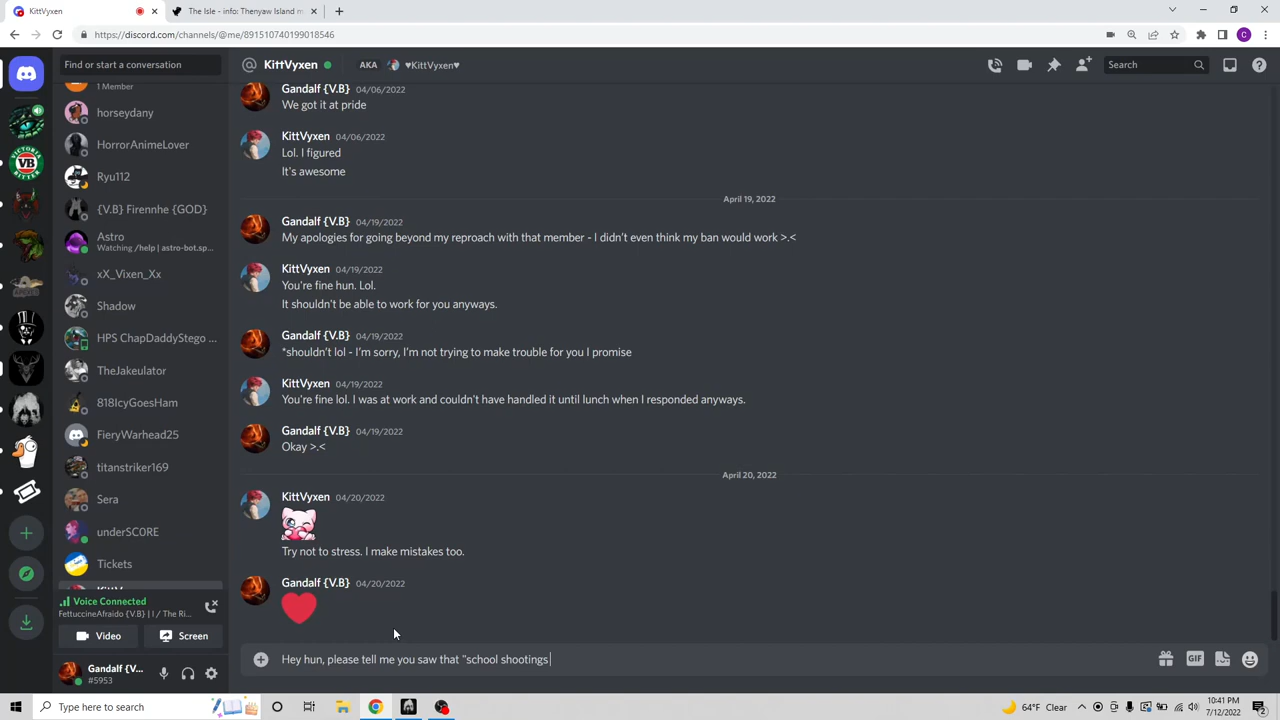 KittVyxen
The Isle - info: Thenyaw Island m
https://discord.com/channels/@me/891510740199018546
C
Find or start a conversation
@ KittVyxen AKA ♥KittVyxen♥
Search
1 Member
horseydany
HorrorAnimeLover
Ryu112
{V.B} Firennhe {GOD}
Astro
Watching /help | astro-bot.sp...
xX_Vixen_Xx
Shadow
HPS ChapDaddyStego ...
TheJakeulator
818IcyGoesHam
FieryWarhead25
titanstriker169
Sera
underSC0RE
Tickets
VICTORIA
VB
BITTER
Gandalf {V.B} 04/06/2022
We got it at pride
KittVyxen 04/06/2022
Lol. I figured
It's awesome
April 19, 2022
Gandalf {V.B} 04/19/2022
My apologies for going beyond my reproach with that member - I didn't even think my ban would work >.<
KittVyxen 04/19/2022
You're fine hun. Lol.
It shouldn't be able to work for you anyways.
Gandalf {V.B} 04/19/2022
*shouldn't lol - I'm sorry, I'm not trying to make trouble for you I promise
KittVyxen 04/19/2022
You're fine lol. I was at work and couldn't have handled it until lunch when I responded anyways.
Gandalf {V.B} 04/19/2022
Okay >.<
April 20, 2022
KittVyxen 04/20/2022
Try not to stress. I make mistakes too.
Gandalf {V.B} 04/20/2022
Voice Connected
FettuccineAfraido {V.B} | ! / The Ri...
Video
Screen
Gandalf {V...
#5953
Hey hun, please tell me you saw that "school shootings
Type here to search
64°F Clear
10:41 PM
7/12/2022
2